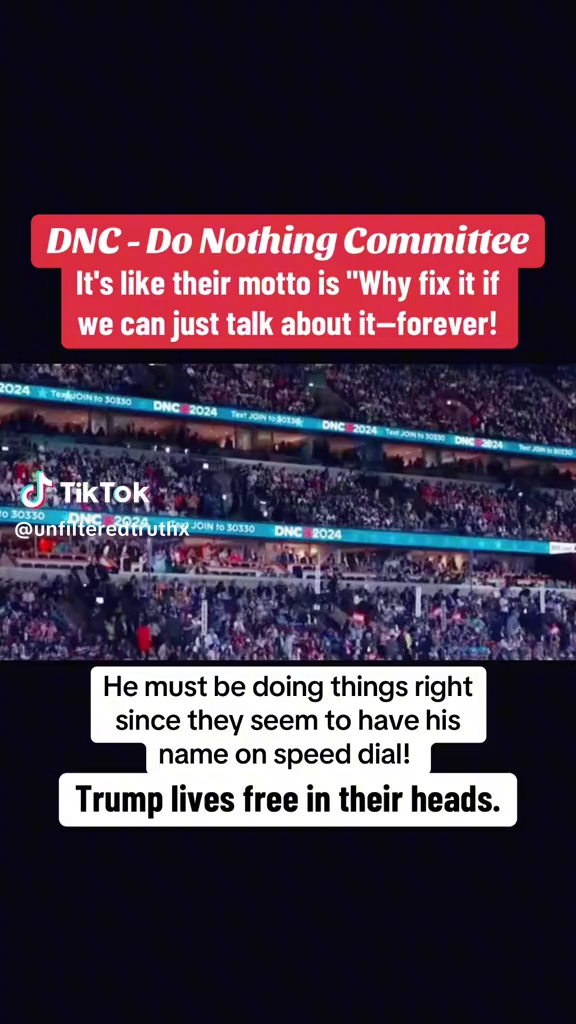 DNC - Do Nothing Committee
It's like their motto is "Why fix it if
we can just talk about it—forever!
2024 Text JOIN to 30330 DNC 2024 Text JOIN to 30330 DNC 2024 Text JOIN to 30330 DNC 2024 Text JOIN to 30330
TikTok
to 30330 DNC 2024 JOIN to 30330 DNC 2024
@unfilteredtruthx
He must be doing things right
since they seem to have his
name on speed dial!
Trump lives free in their heads.